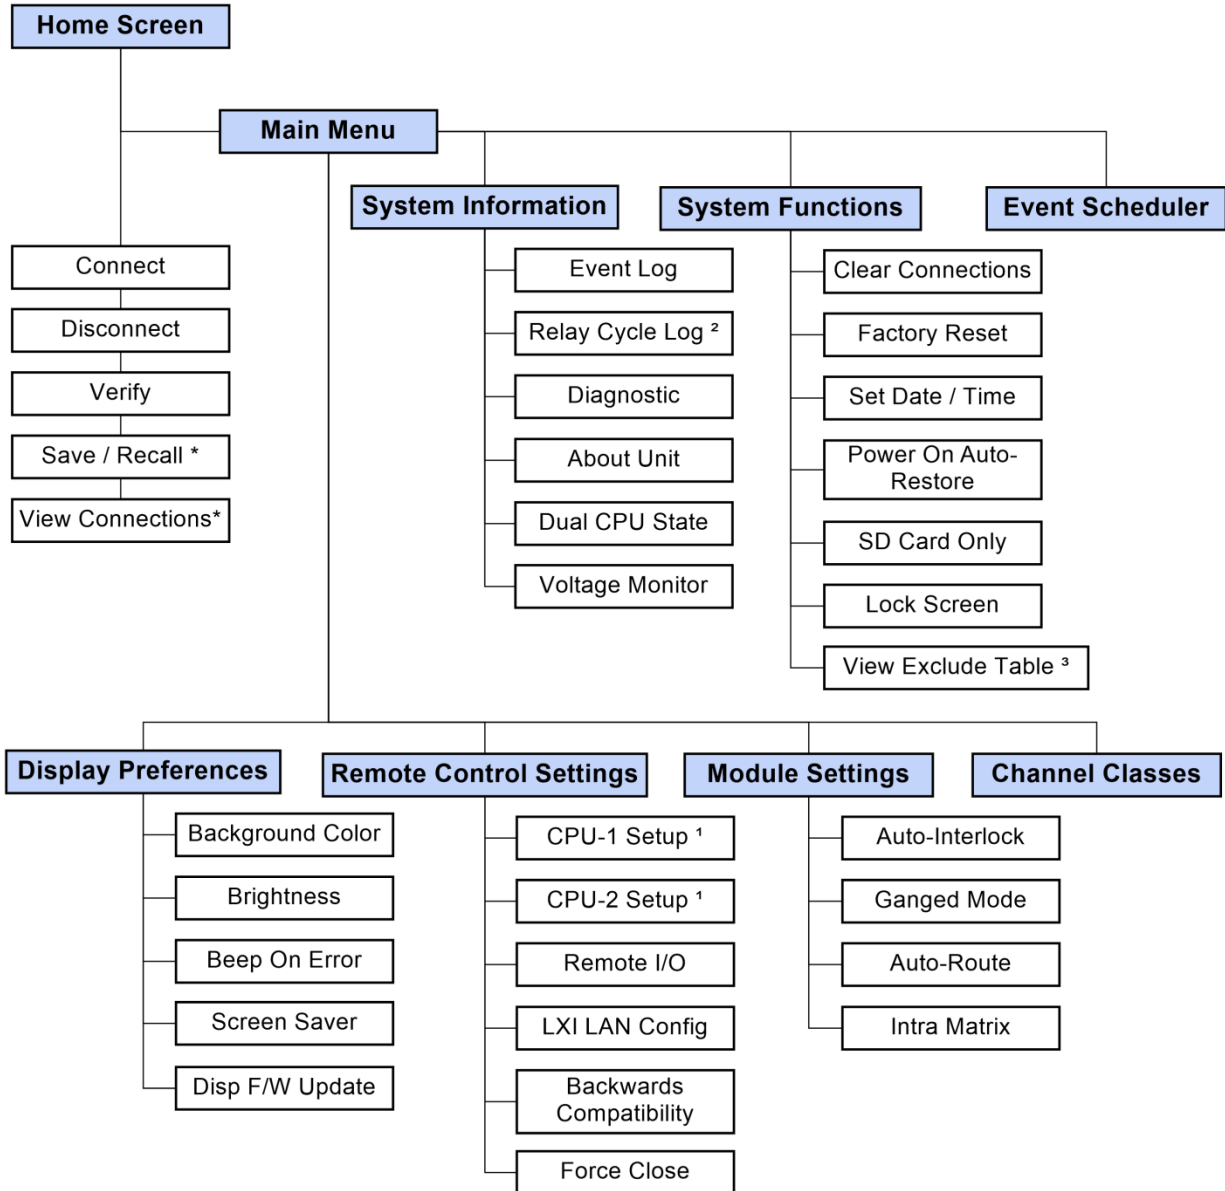 Home Screen
Main Menu
System Information
System Functions
Event Scheduler
Connect
Disconnect
Verify
Save / Recall *
View Connections*
Event Log
Relay Cycle Log ²
Diagnostic
About Unit
Dual CPU State
Voltage Monitor
Clear Connections
Factory Reset
Set Date / Time
Power On Auto-
Restore
SD Card Only
Lock Screen
View Exclude Table ³
Display Preferences
Remote Control Settings
Module Settings
Channel Classes
Background Color
Brightness
Beep On Error
Screen Saver
Disp F/W Update
CPU-1 Setup ¹
CPU-2 Setup ¹
Remote I/O
LXI LAN Config
Backwards
Compatibility
Force Close
Auto-Interlock
Ganged Mode
Auto-Route
Intra Matrix